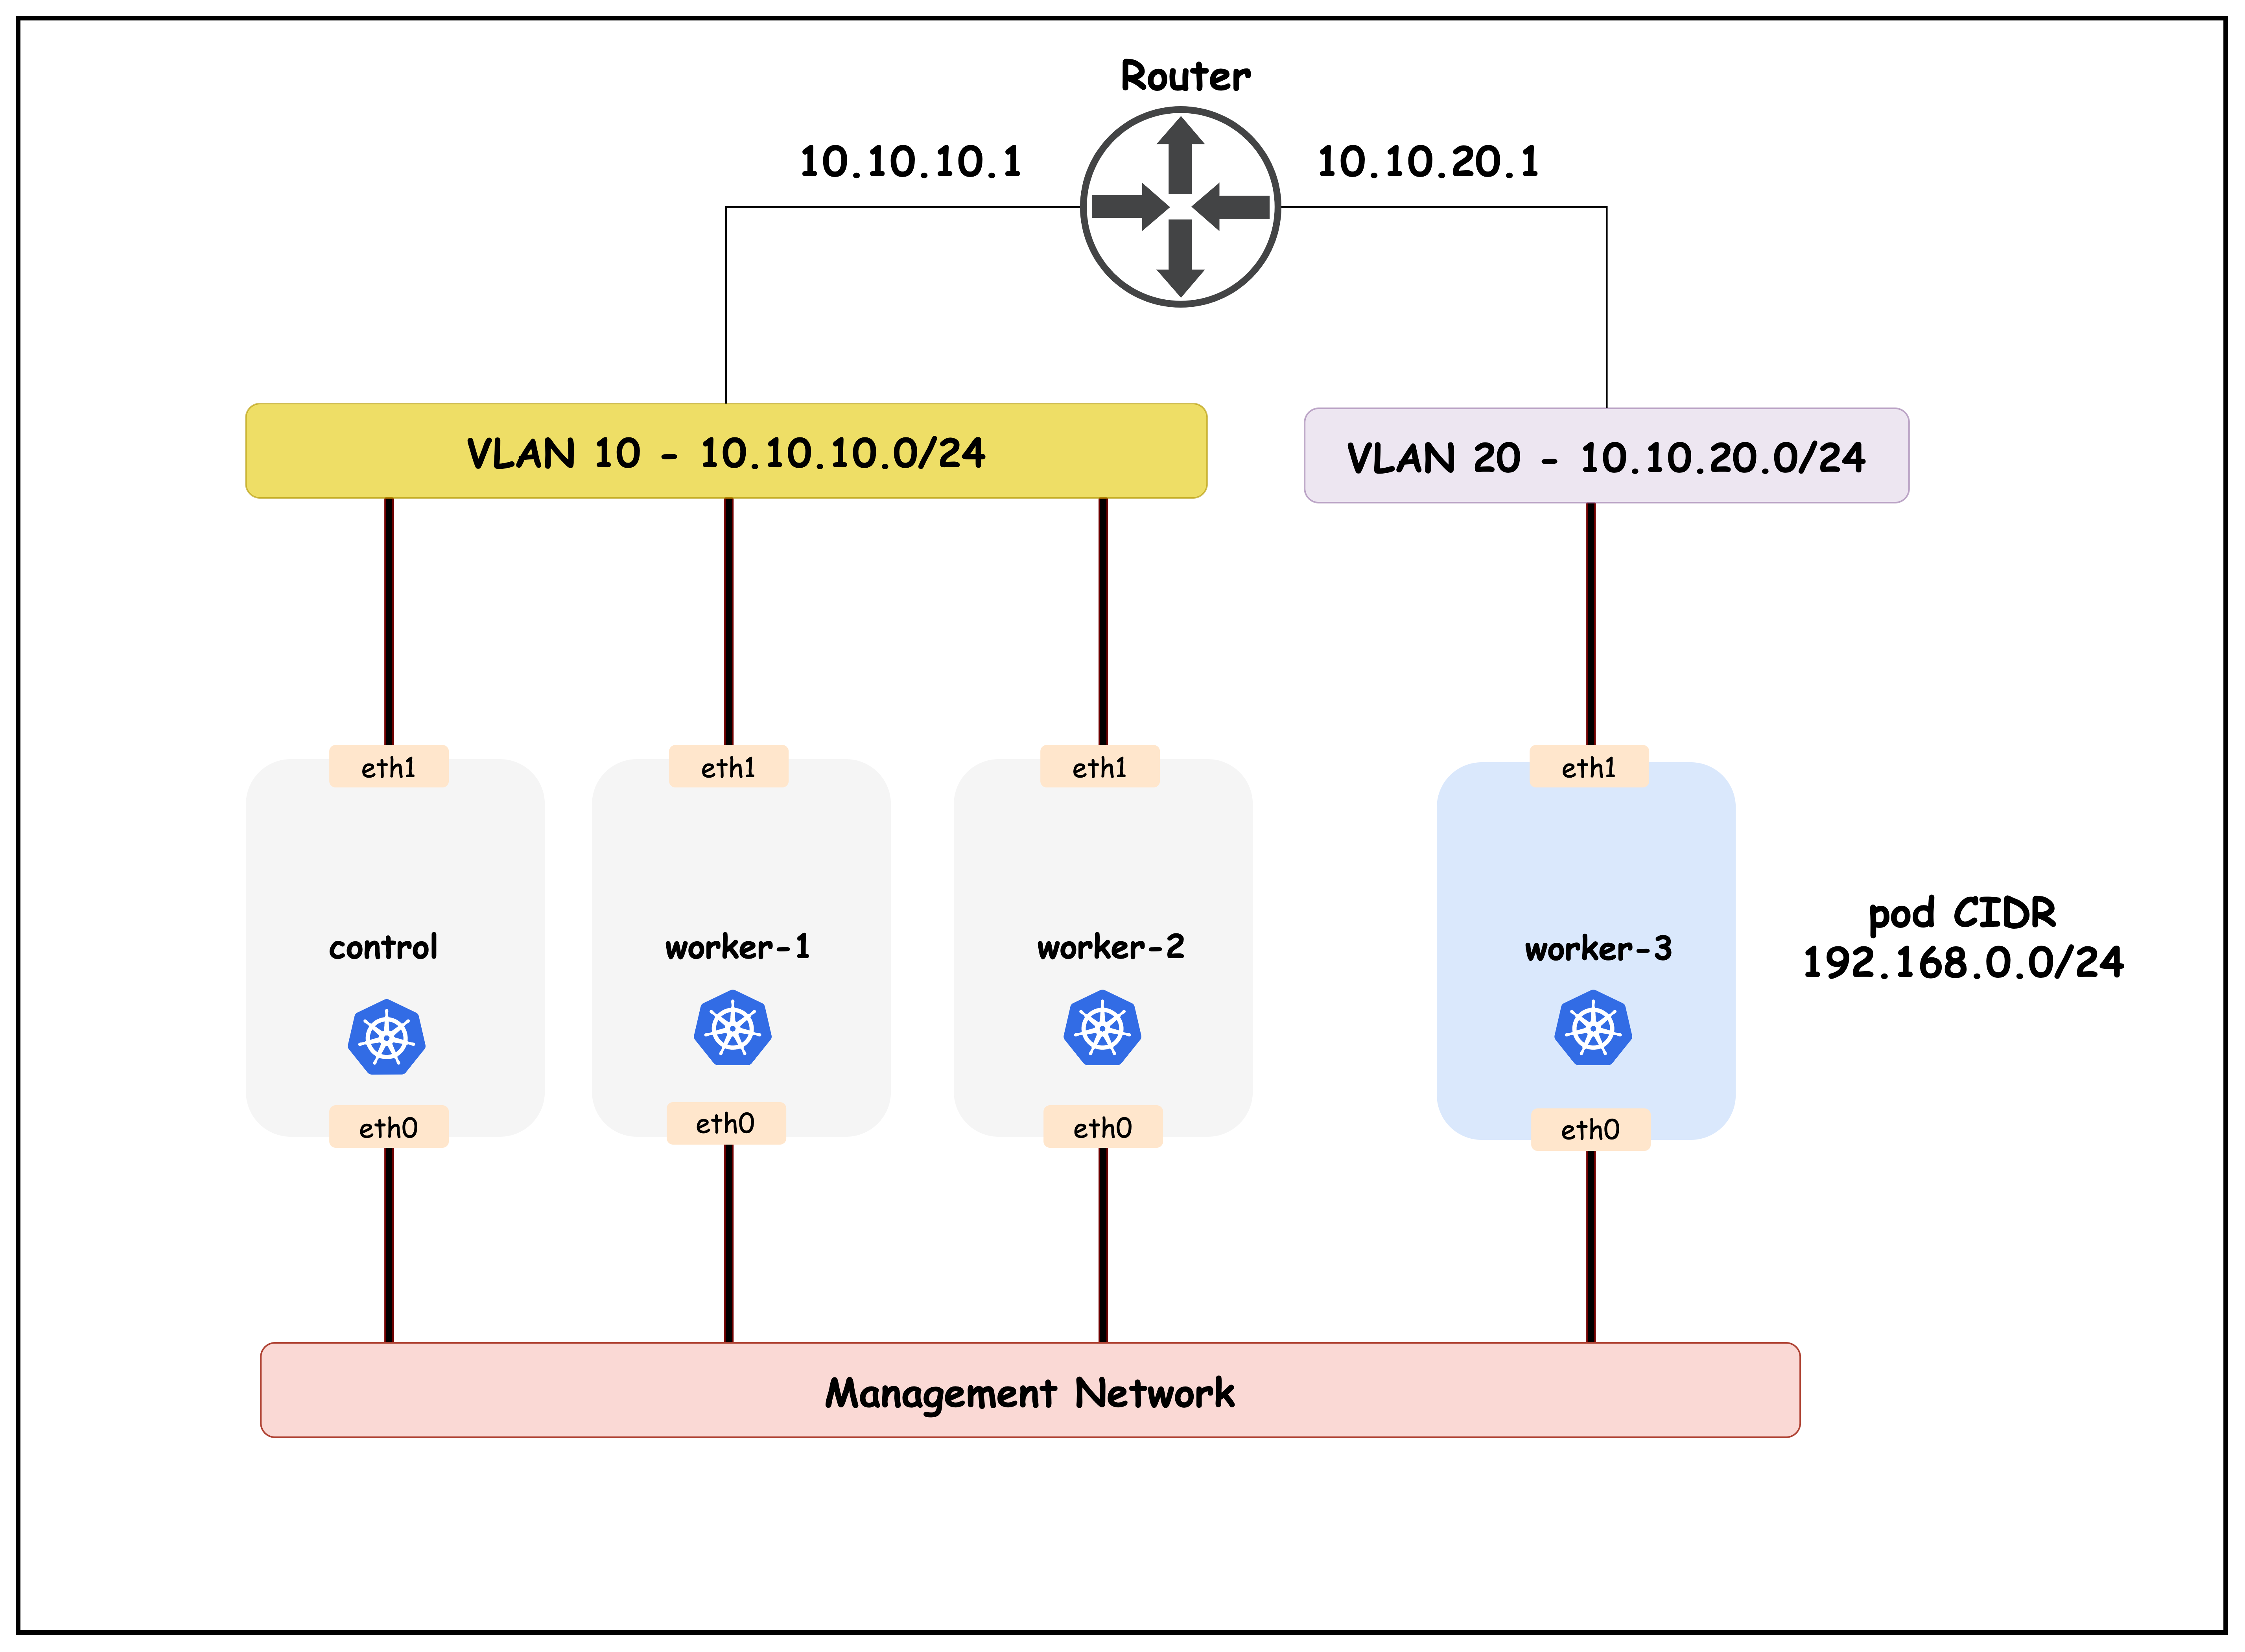 Router
10.10.10.1
10.10.20.1
VLAN 10 - 10.10.10.0/24
VLAN 20 - 10.10.20.0/24
eth1
eth1
eth1
eth1
control
worker-1
worker-2
worker-3
pod CIDR
192.168.0.0/24
eth0
eth0
eth0
eth0
Management Network